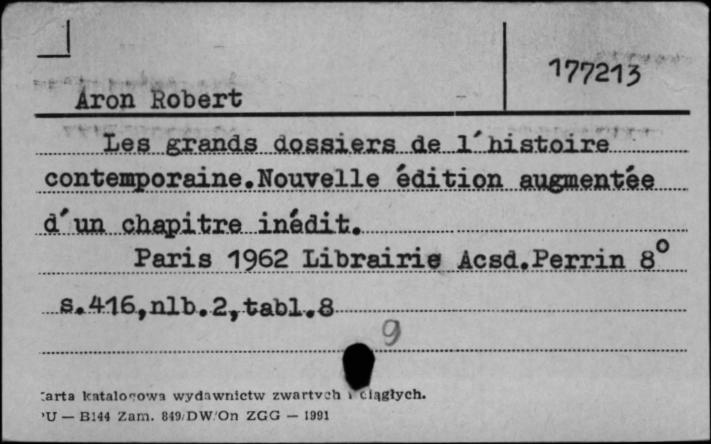 177213
Aron Robert
Les grands dossiers de l´histoire
contemporaine.Nouvelle édition augmentée
d´un chapitre inédit.
Paris 1962 Librairie Acsd.Perrin 8°
s.416,nlb.2,tabl.8
9
arta katalogowa wydawnictw zwartych i ciągłych.
U — B144 Zam. 849/DW/On ZGG — 1991